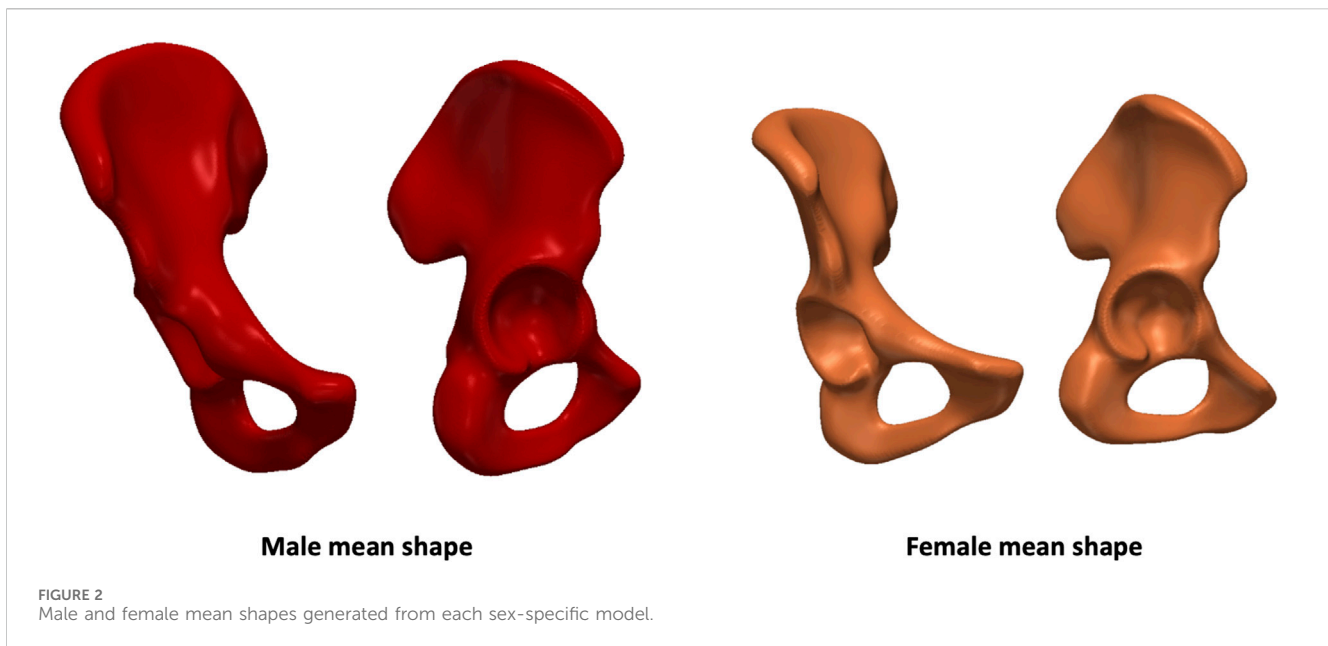 Male mean shape
Female mean shape
FIGURE 2
Male and female mean shapes generated from each sex-specific model.